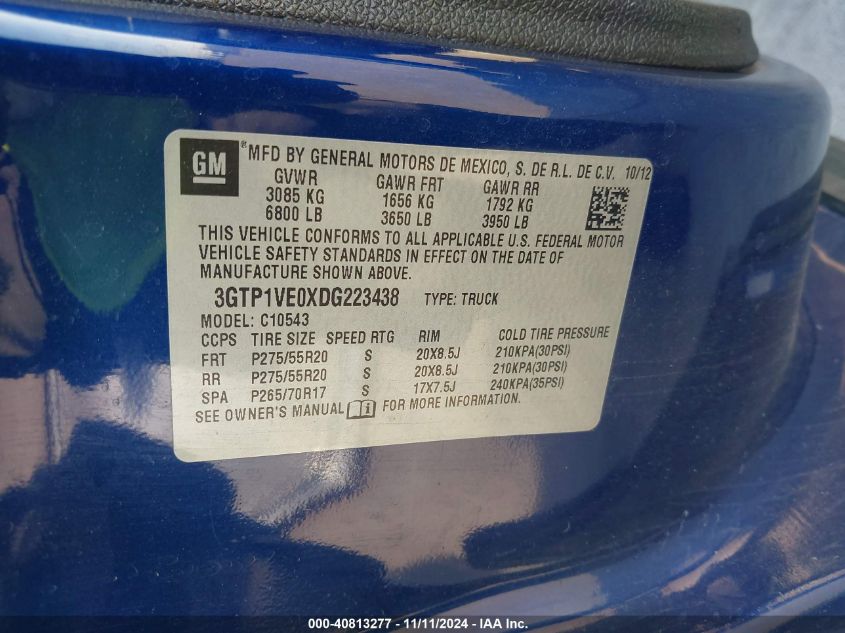 GM
® MFD BY GENERAL MOTORS DE MEXICO, S. DE R.L. DE C.V. 10/12
GVWR GAWR FRT GAWR RR
3085 KG 1656 KG 1792 KG
6800 LB 3650 LB 3950 LB
THIS VEHICLE CONFORMS TO ALL APPLICABLE U.S. FEDERAL MOTOR
VEHICLE SAFETY STANDARDS IN EFFECT ON THE DATE OF
MANUFACTURE SHOWN ABOVE.
3GTP1VE0XDG223438 TYPE: TRUCK
MODEL: C10543
CCPS TIRE SIZE SPEED RTG RIM COLD TIRE PRESSURE
FRT P275/55R20 S 20X8.5J 210KPA(30PSI)
RR P275/55R20 S 20X8.5J 210KPA(30PSI)
SPA P265/70R17 S 17X7.5J 240KPA(35PSI)
SEE OWNER'S MANUAL i FOR MORE INFORMATION.
000-40813277 - 11/11/2024 - IAA Inc.